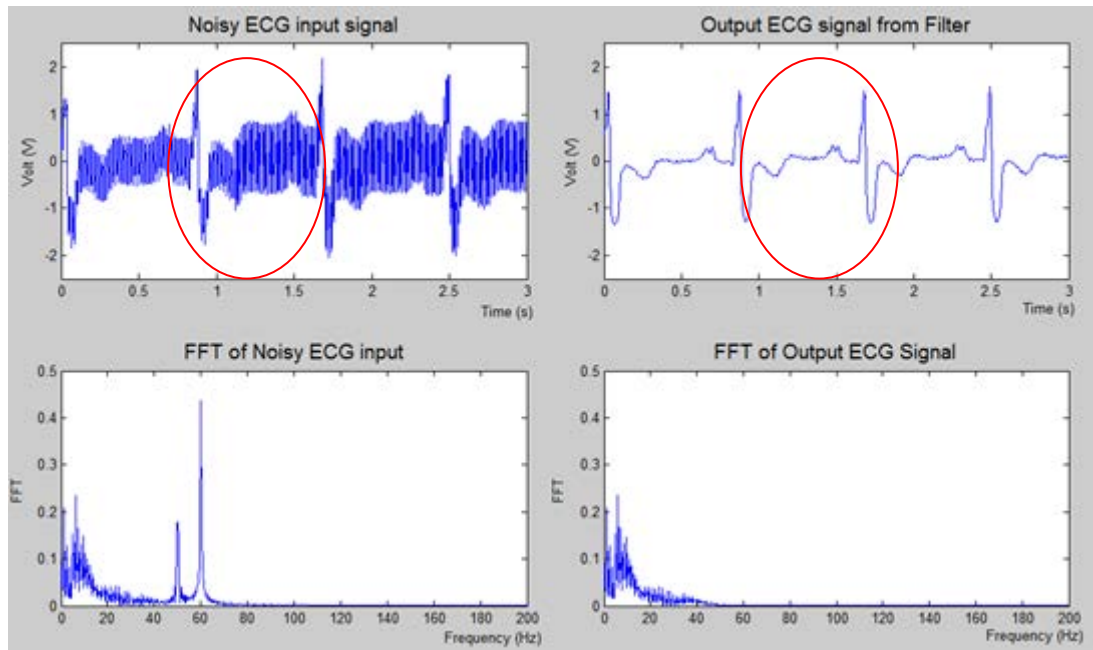 Noisy ECG input signal
Volt (V)
2
1
0
-1
-2
0 0.5 1 1.5 2 2.5 3
Time (s)
Output ECG signal from Filter
Volt (V)
2
1
0
-1
-2
0 0.5 1 1.5 2 2.5 3
Time (s)
FFT of Noisy ECG input
FFT
0.5
0.4
0.3
0.2
0.1
0
0 20 40 60 80 100 120 140 160 180 200
Frequency (Hz)
FFT of Output ECG Signal
FFT
0.5
0.4
0.3
0.2
0.1
0
0 20 40 60 80 100 120 140 160 180 200
Frequency (Hz)